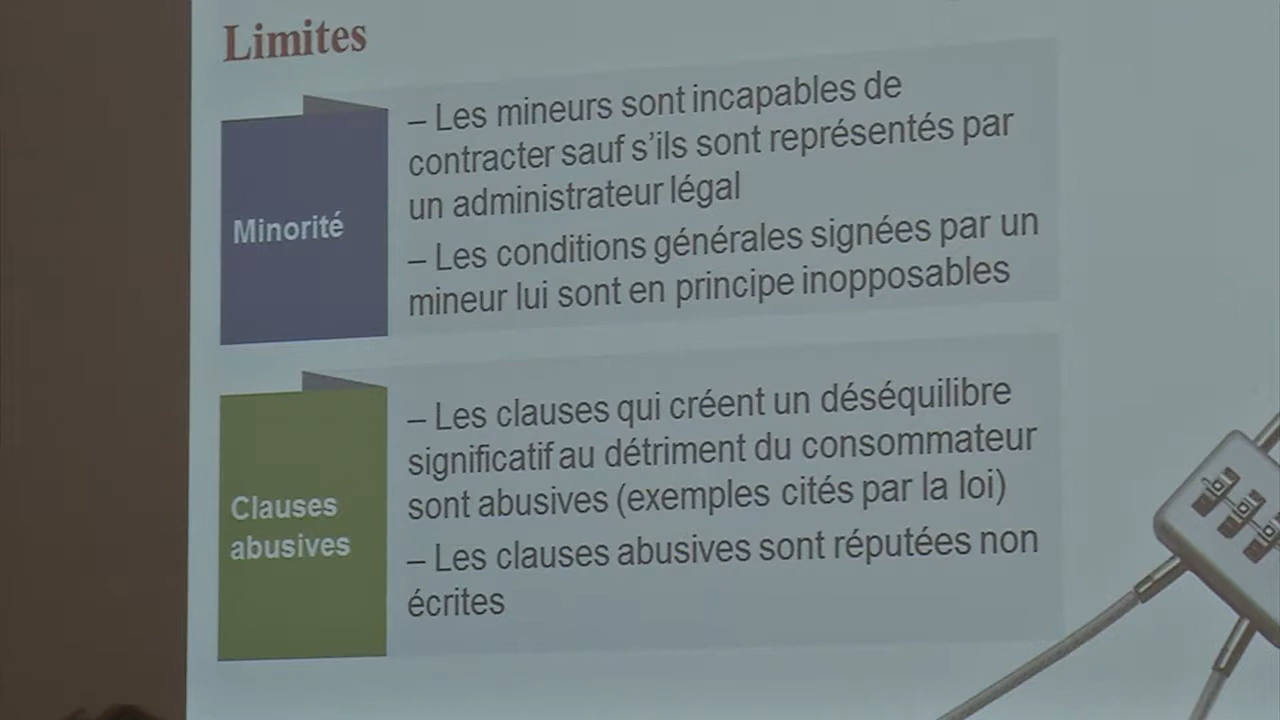 Limites
Minorité
– Les mineurs sont incapables de
contracter sauf s’ils sont représentés par
un administrateur légal
– Les conditions générales signées par un
mineur lui sont en principe inopposables
Clauses
abusives
– Les clauses qui créent un déséquilibre
significatif au détriment du consommateur
sont abusives (exemples cités par la loi)
– Les clauses abusives sont réputées non
écrites